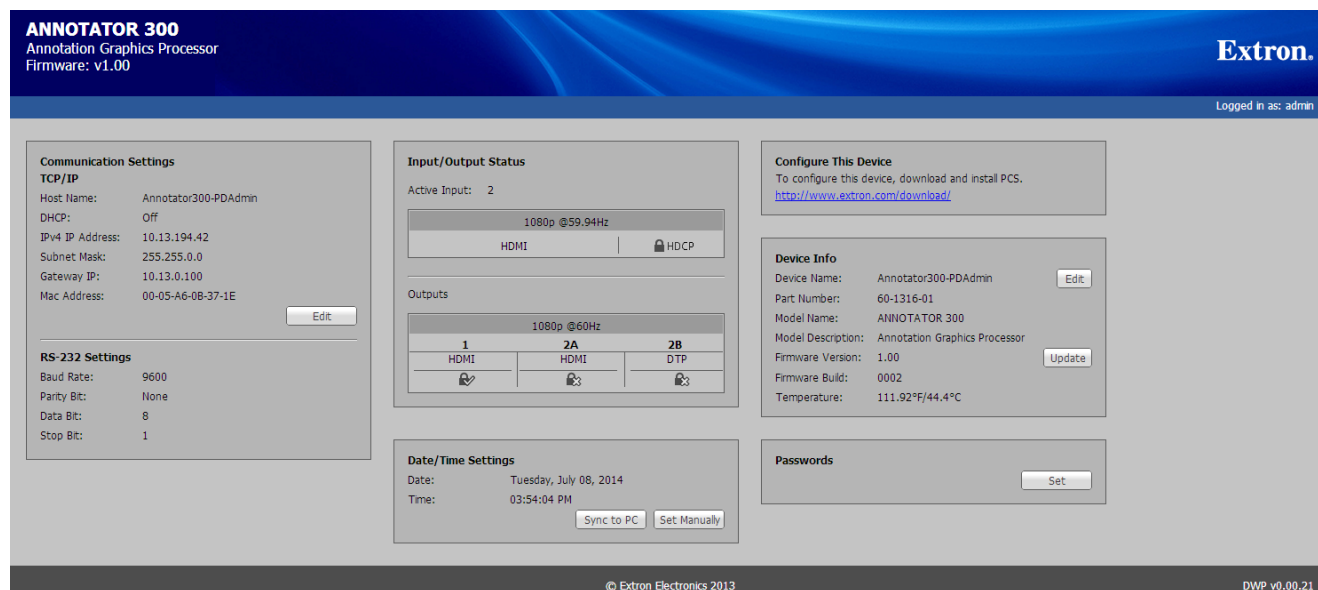 ANNOTATOR 300
Annotation Graphics Processor
Firmware: v1.00
Extron®
Logged in as: admin
Communication Settings
TCP/IP
Host Name: Annotator300-PDAdmin
DHCP: Off
IPv4 IP Address: 10.13.194.42
Subnet Mask: 255.255.0.0
Gateway IP: 10.13.0.100
Mac Address: 00-05-A6-0B-37-1E
Edit
RS-232 Settings
Baud Rate: 9600
Parity Bit: None
Data Bit: 8
Stop Bit: 1
Input/Output Status
Active Input: 2
1080p @59.94Hz
HDMI HDCP
Outputs
1080p @60Hz
1 2A 2B
HDMI HDMI DTP
Date/Time Settings
Date: Tuesday, July 08, 2014
Time: 03:54:04 PM
Sync to PC Set Manually
Configure This Device
To configure this device, download and install PCS.
http://www.extron.com/download/
Device Info
Device Name: Annotator300-PDAdmin Edit
Part Number: 60-1316-01
Model Name: ANNOTATOR 300
Model Description: Annotation Graphics Processor
Firmware Version: 1.00 Update
Firmware Build: 0002
Temperature: 111.92°F/44.4°C
Passwords
Set
© Extron Electronics 2013
DWP v0.00.21